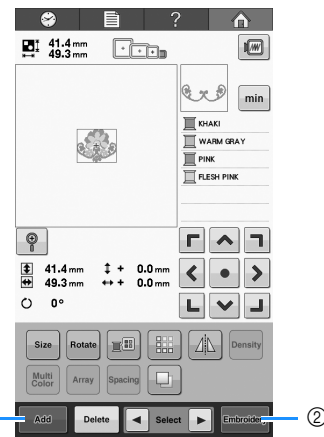 ?
41.4 mm
49.3 mm
min
KHAKI
WARM GRAY
PINK
FLESH PINK
41.4 mm + 0.0 mm
49.3 mm + 0.0 mm
0°
Size Rotate Density
Multi Color Array Spacing
Add Delete Select Embroidery ②